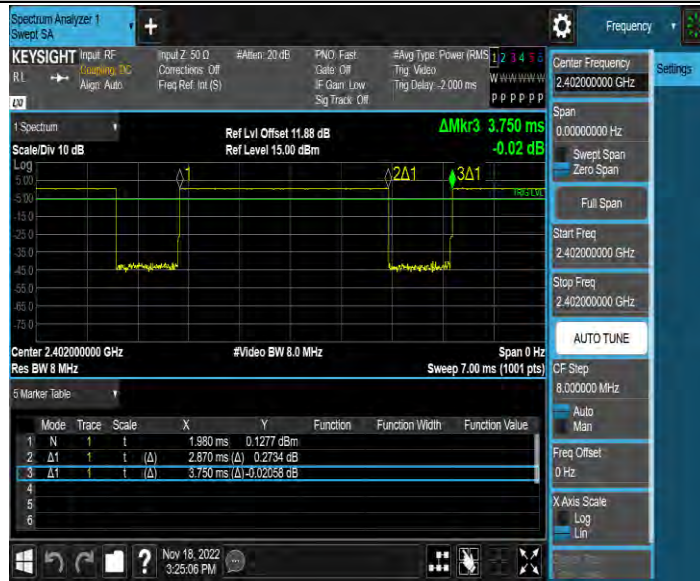 Spectrum Analyzer 1
Swept SA
+
Frequency
KEYSIGHT Input: RF Input Z: 50 Ω #Atten: 20 dB PNO: Fast #Avg Type: Power (RMS 1 2 3 4 5 6
RL Coupling: DC Corrections: Off Gate: Off Trig: Video W W W W W W
Align: Auto Freq Ref: Int (S) IF Gain: Low Trig Delay: -2.000 ms
Sig Track: Off P P P P P P
LXI
Center Frequency
2.402000000 GHz
Settings
1 Spectrum
Scale/Div 10 dB
Ref Lvl Offset 11.88 dB
Ref Level 15.00 dBm
ΔMkr3 3.750 ms
-0.02 dB
Span
0.00000000 Hz
Swept Span
Zero Span
Log
5.00
-5.00
-25.0
-35.0
-45.0
-55.0
-65.0
-75.0
1
2Δ1
3Δ1
TRIG LVL
Full Span
Start Freq
2.402000000 GHz
Stop Freq
2.402000000 GHz
AUTO TUNE
Center 2.402000000 GHz #Video BW 8.0 MHz Span 0 Hz
Res BW 8 MHz Sweep 7.00 ms (1001 pts)
CF Step
8.000000 MHz
Auto
Man
5 Marker Table
Mode Trace Scale X Y Function Function Width Function Value
1 N 1 t 1.980 ms 0.1277 dBm
2 Δ1 1 t (Δ) 2.870 ms (Δ) 0.2734 dB
3 Δ1 1 t (Δ) 3.750 ms (Δ) -0.02058 dB
4
5
6
Freq Offset
0 Hz
X Axis Scale
Log
Lin
?
Nov 18, 2022
3:25:06 PM